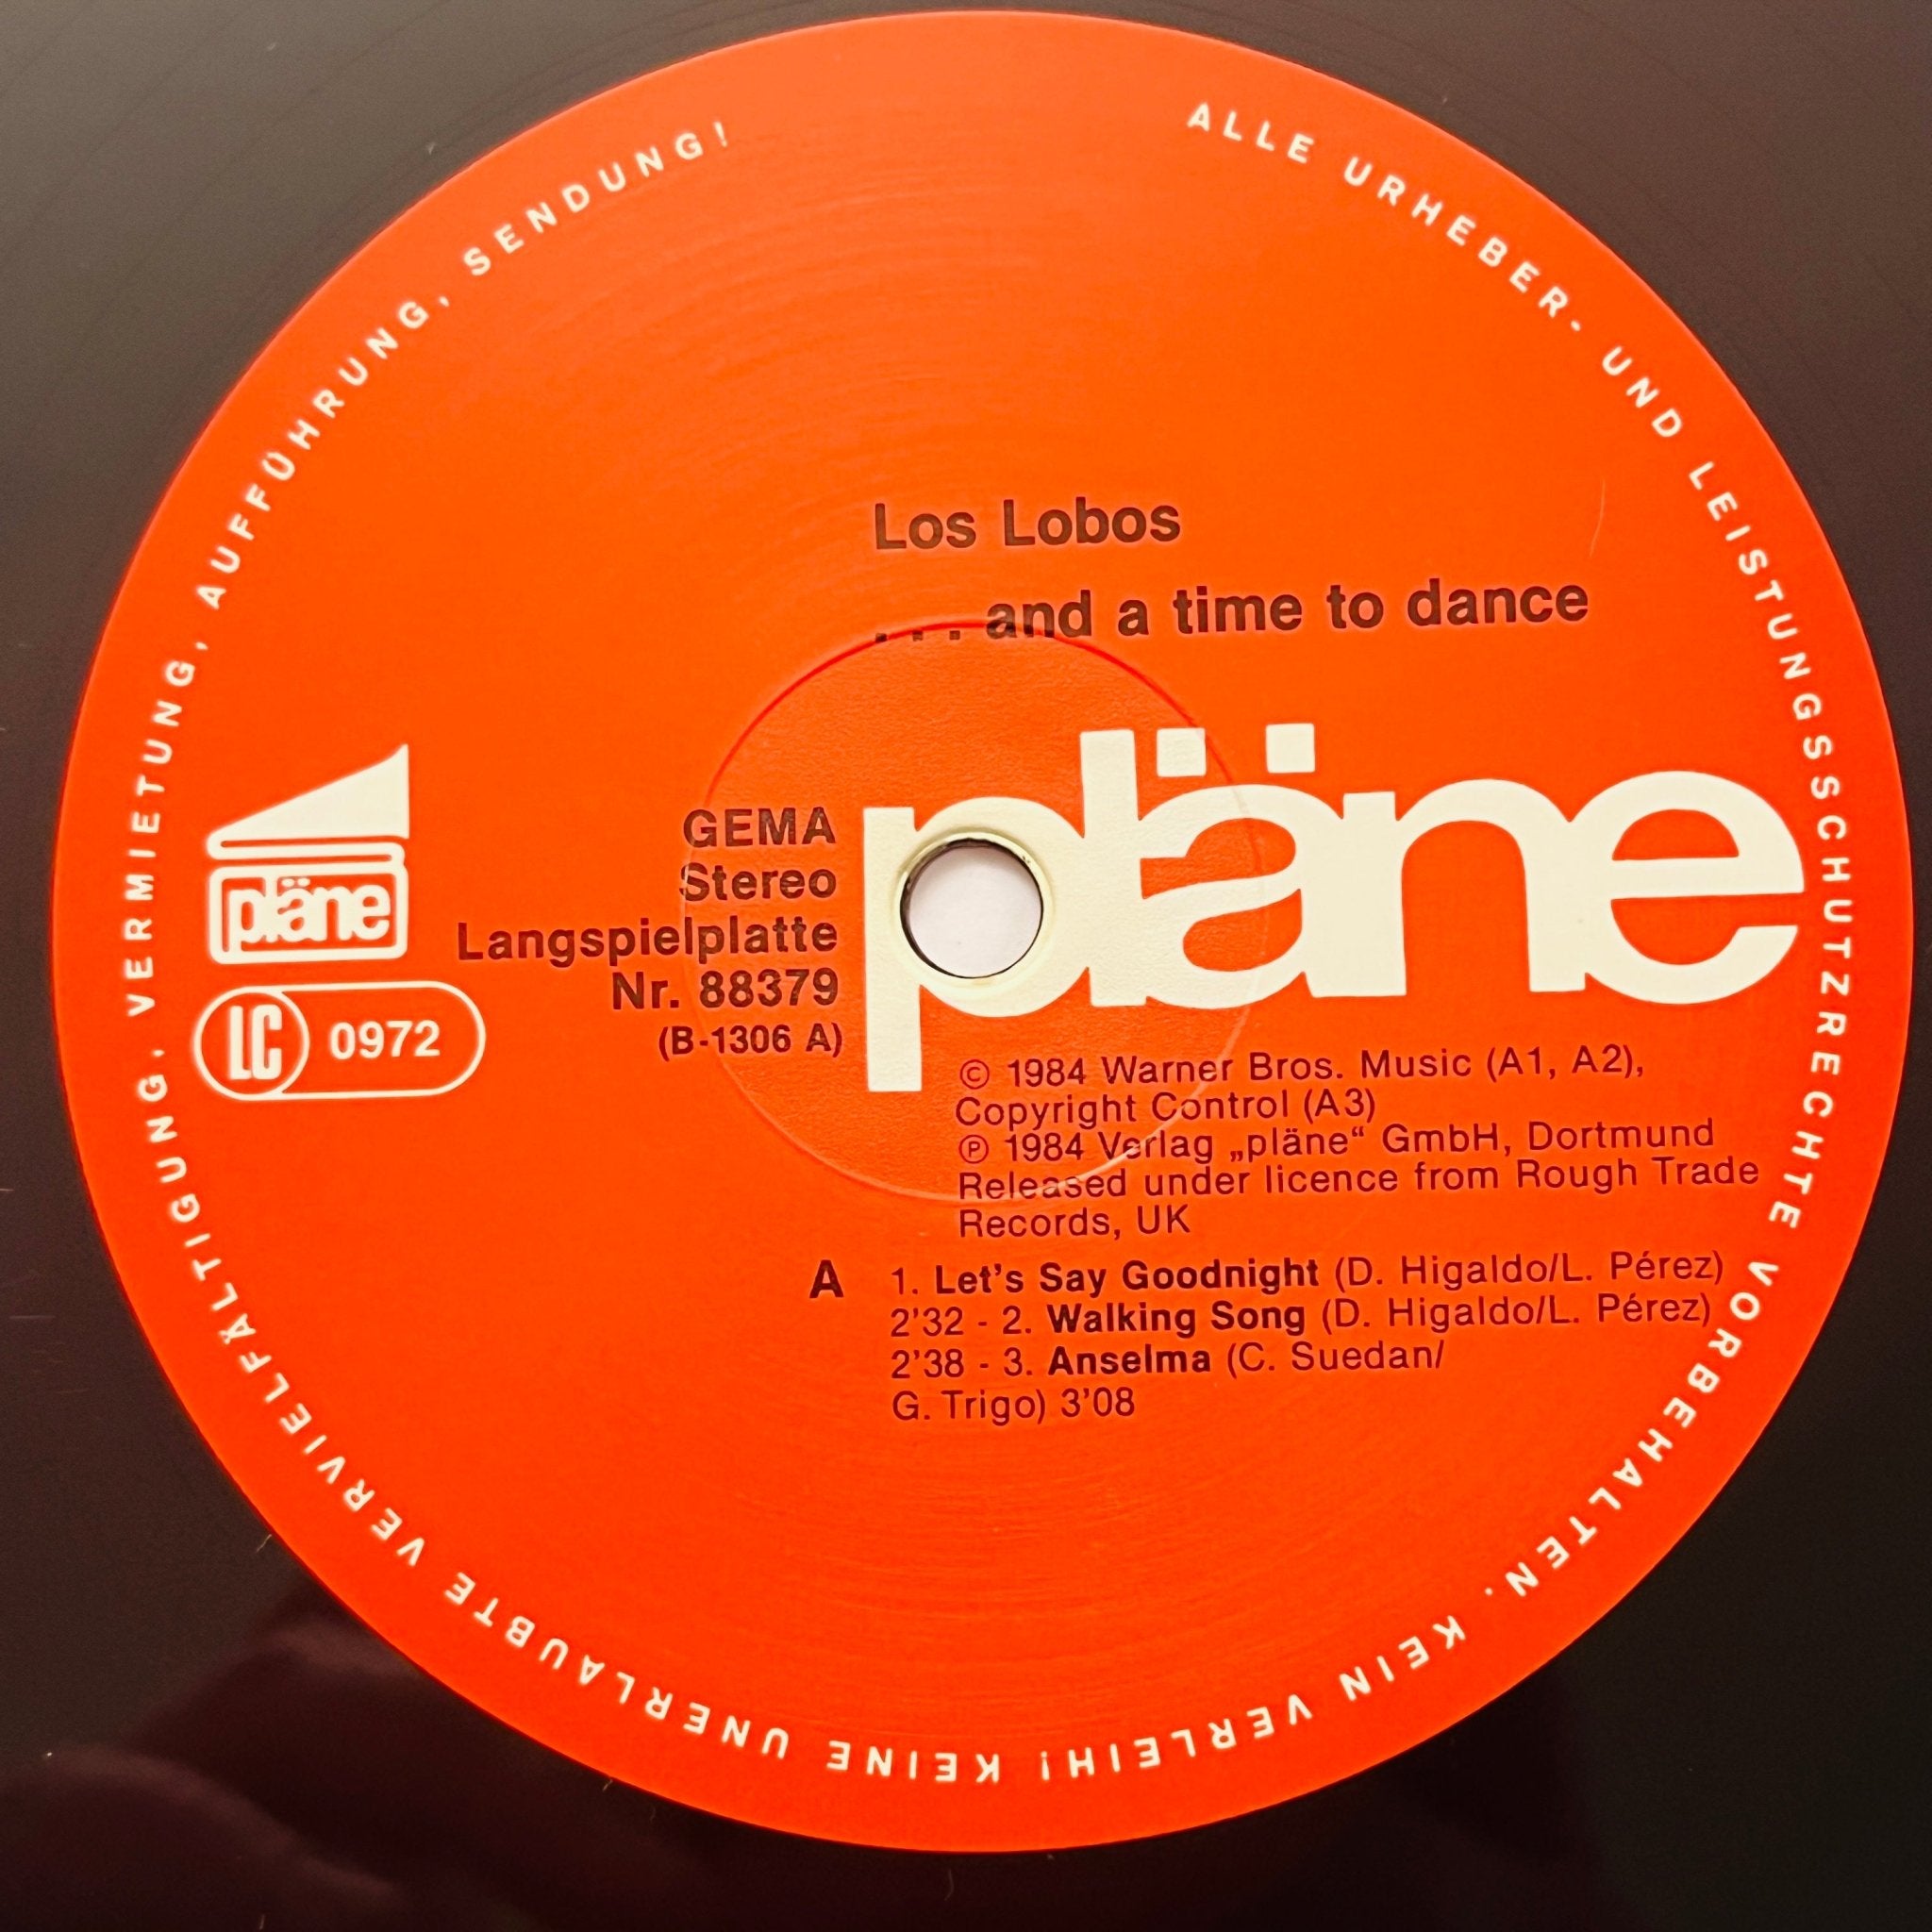 ALLE URHEBER- UND LEISTUNGSSCHUTZRECHTE VORBEHALTEN. KEIN VERLEIH! KEINE UNERLAUBTE VERVIELFÄLTIGUNG, VERMIETUNG, AUFFÜHRUNG, SENDUNG!
Los Lobos
. . . and a time to dance
pläne
pläne
GEMA
Stereo
Langspielplatte
Nr. 88379
(B-1306 A)
LC 0972
© 1984 Warner Bros. Music (A1, A2),
Copyright Control (A3)
℗ 1984 Verlag „pläne“ GmbH, Dortmund
Released under licence from Rough Trade
Records, UK
A 1. Let's Say Goodnight (D. Higaldo/L. Pérez)
2'32 - 2. Walking Song (D. Higaldo/L. Pérez)
2'38 - 3. Anselma (C. Suedan/
G. Trigo) 3'08